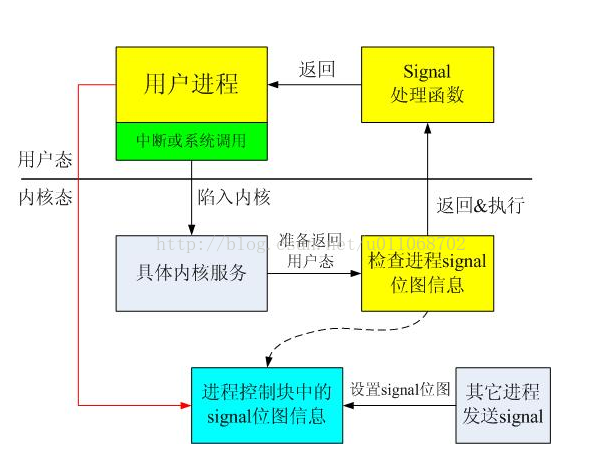 用户进程
中断或系统调用
返回
Signal
处理函数
用户态
内核态
陷入内核
返回&执行
http://blog.csdn.net/u011068702
具体内核服务
准备返回
用户态
检查进程signal
位图信息
进程控制块中的
signal位图信息
设置signal位图
其它进程
发送signal